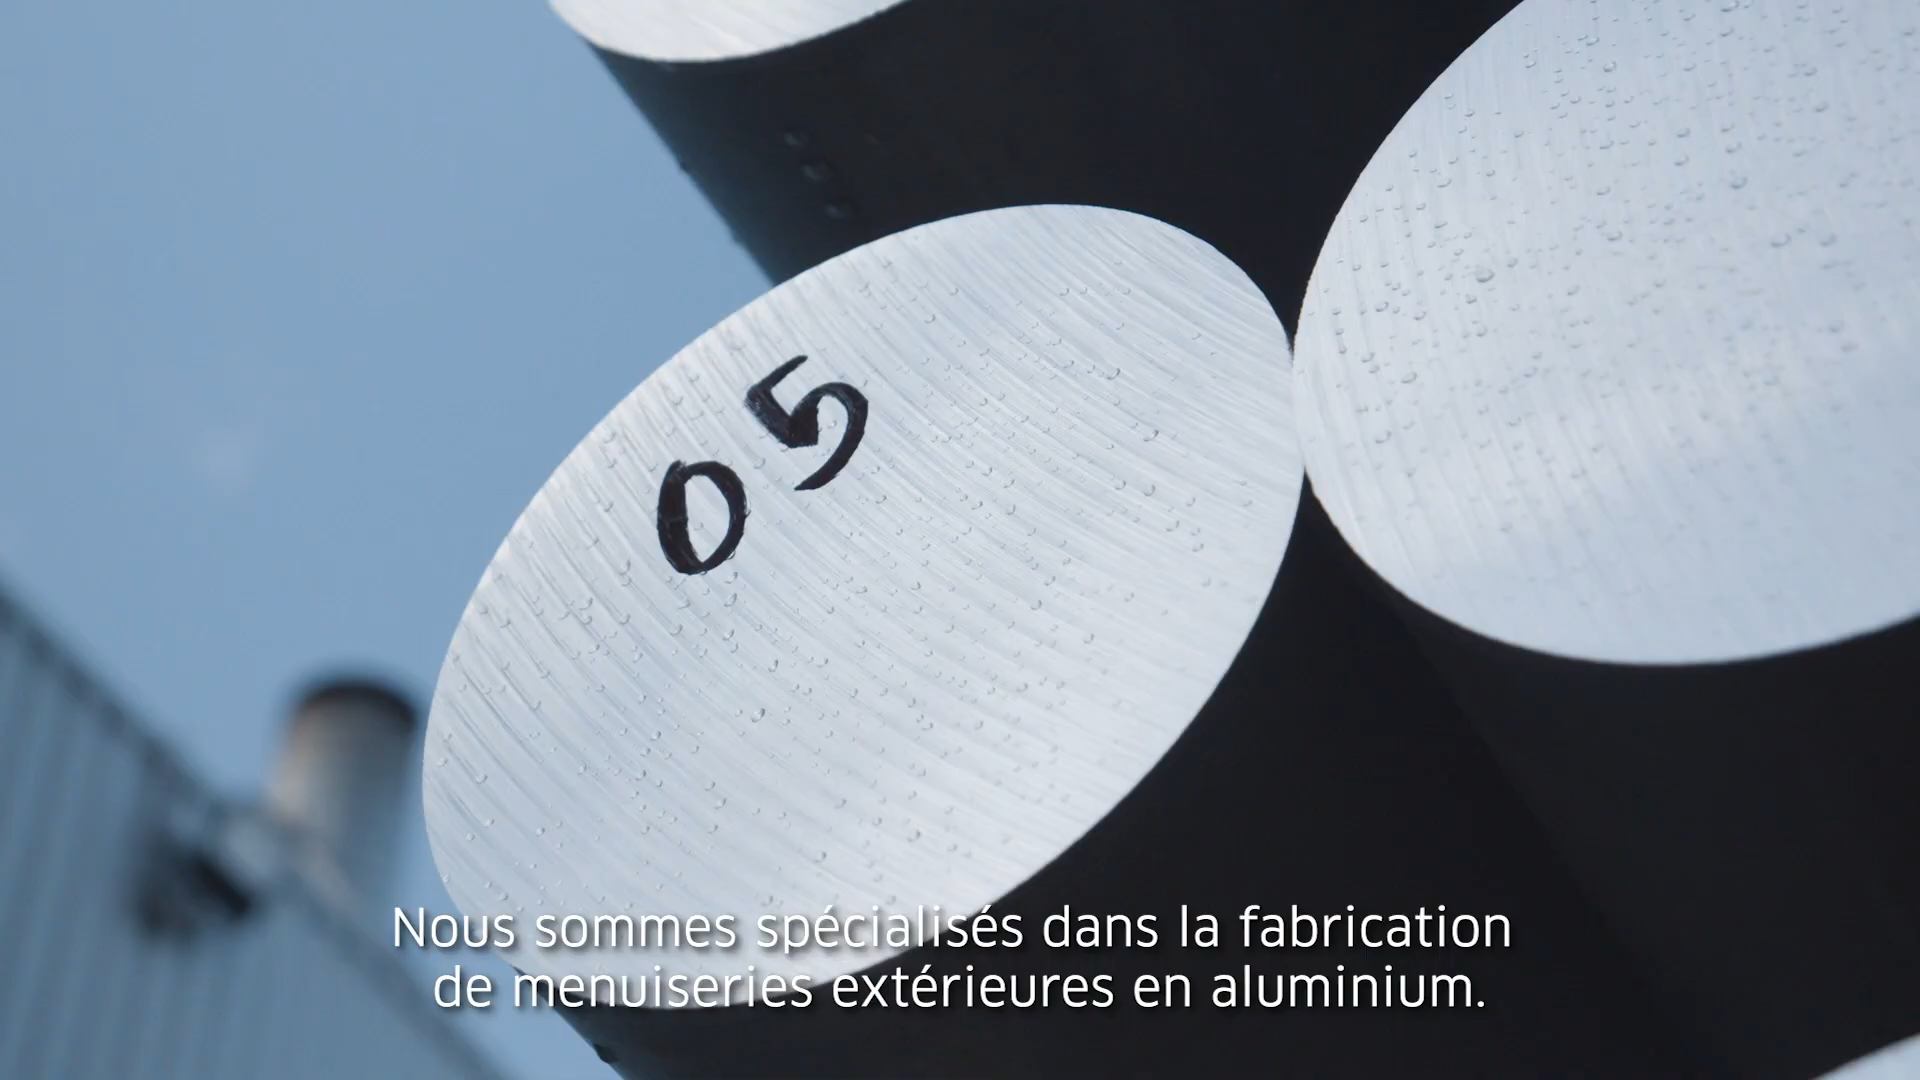 05
Nous sommes spécialisés dans la fabrication
de menuiseries extérieures en aluminium.